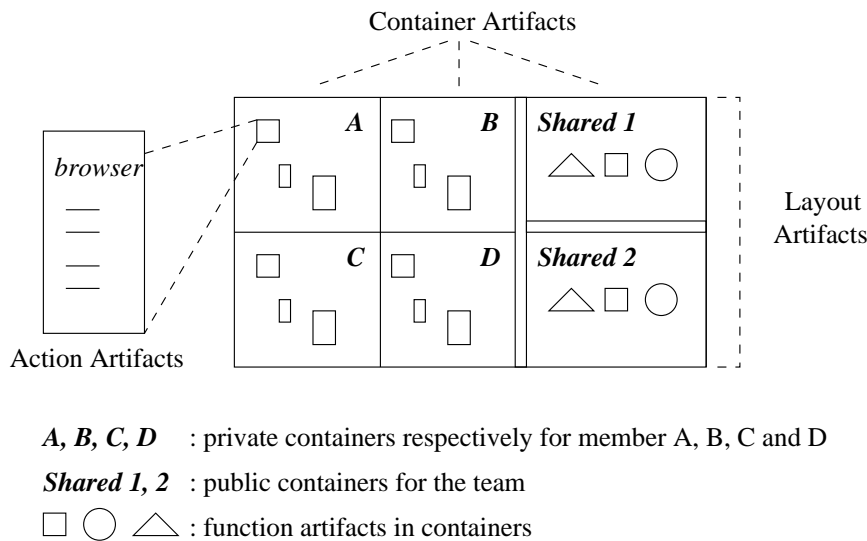 Container Artifacts
A
B
Shared 1
browser
Layout
Artifacts
C
D
Shared 2
Action Artifacts
A, B, C, D : private containers respectively for member A, B, C and D
Shared 1, 2 : public containers for the team
: function artifacts in containers